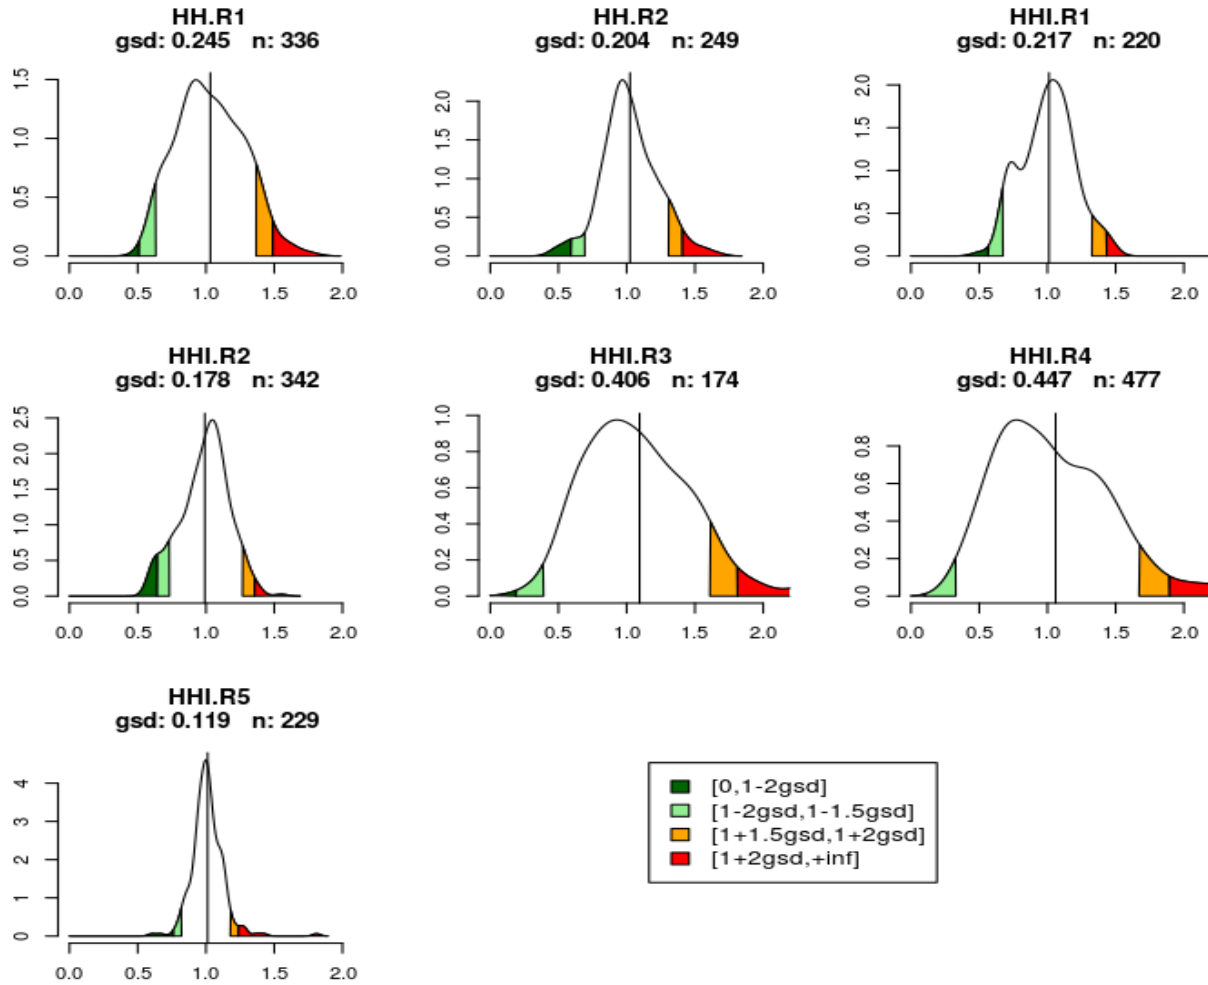 HH.R1
gsd: 0.245 n: 336
1.5
1.0
0.5
0.0
0.0 0.5 1.0 1.5 2.0
HH.R2
gsd: 0.204 n: 249
2.0
1.5
1.0
0.5
0.0
0.0 0.5 1.0 1.5 2.0
HHI.R1
gsd: 0.217 n: 220
2.0
1.5
1.0
0.5
0.0
0.0 0.5 1.0 1.5 2.0
HHI.R2
gsd: 0.178 n: 342
2.5
2.0
1.5
1.0
0.5
0.0
0.0 0.5 1.0 1.5 2.0
HHI.R3
gsd: 0.406 n: 174
1.0
0.8
0.6
0.4
0.2
0.0
0.0 0.5 1.0 1.5 2.0
HHI.R4
gsd: 0.447 n: 477
0.8
0.6
0.4
0.2
0.0
0.0 0.5 1.0 1.5 2.0
HHI.R5
gsd: 0.119 n: 229
4
3
2
1
0
0.0 0.5 1.0 1.5 2.0
[0,1-2gsd]
[1-2gsd,1-1.5gsd]
[1+1.5gsd,1+2gsd]
[1+2gsd,+inf]